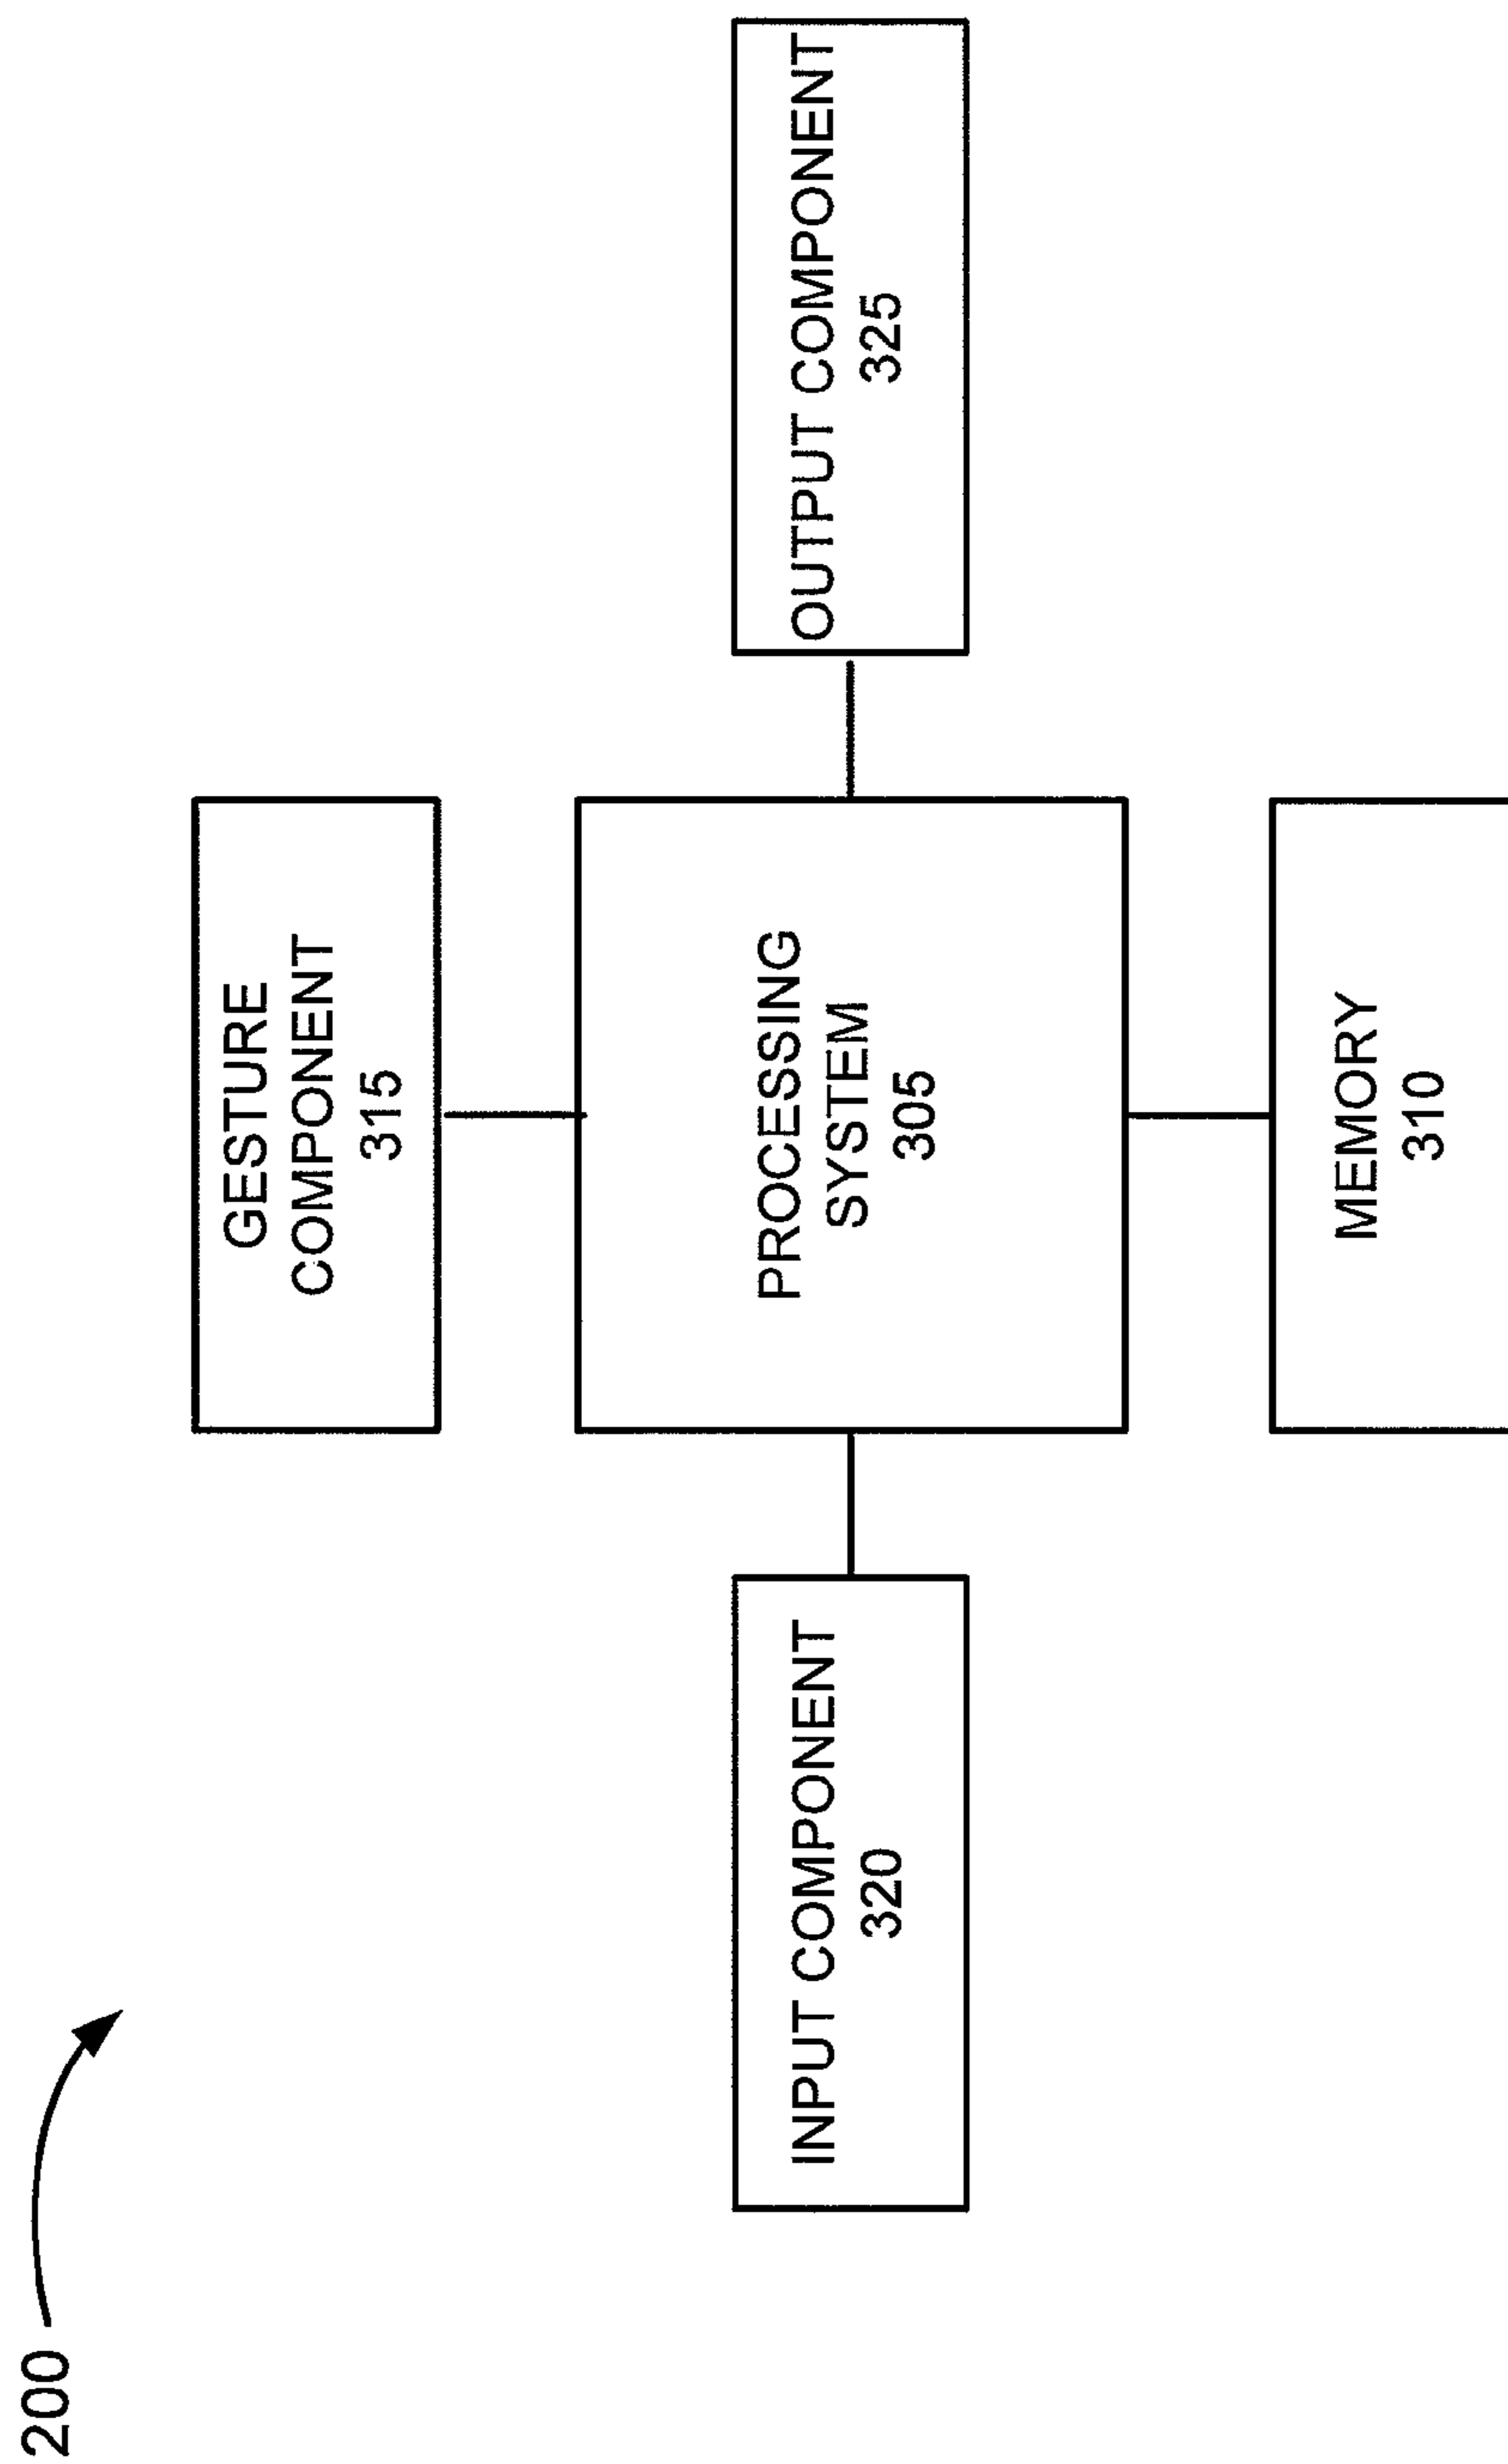 200
GESTURE
COMPONENT
315
INPUT COMPONENT
320
PROCESSING
SYSTEM
305
OUTPUT COMPONENT
325
MEMORY
310